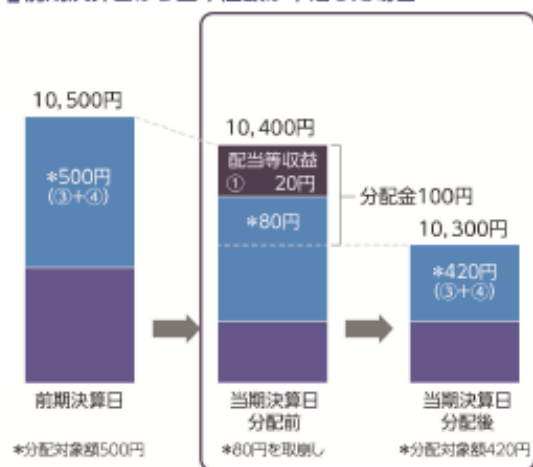 10,500円
10,400円
配当等収益
① 20円
*500円
(③+④)
*80円
分配金100円
10,300円
*420円
(③+④)
前期決算日
当期決算日
分配前
当期決算日
分配後
*分配対象額500円
*80円を取崩し
*分配対象額420円